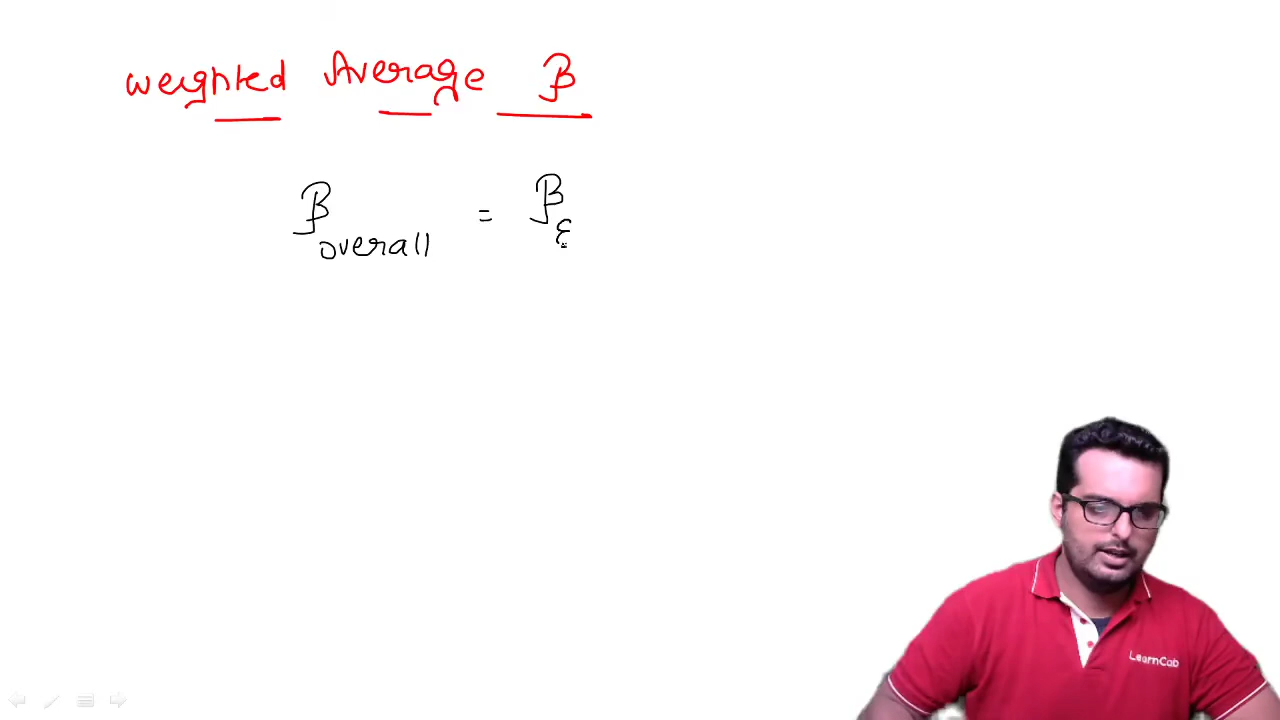 weighted Average β
β overall = β ε
LearnCab